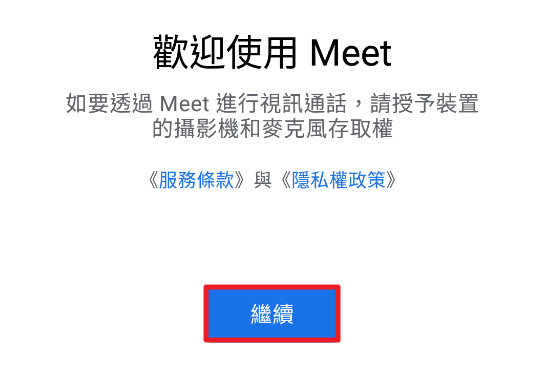 歡迎使用 Meet
如要透過 Meet 進行視訊通話，請授予裝置
的攝影機和麥克風存取權
《服務條款》與《隱私權政策》
繼續